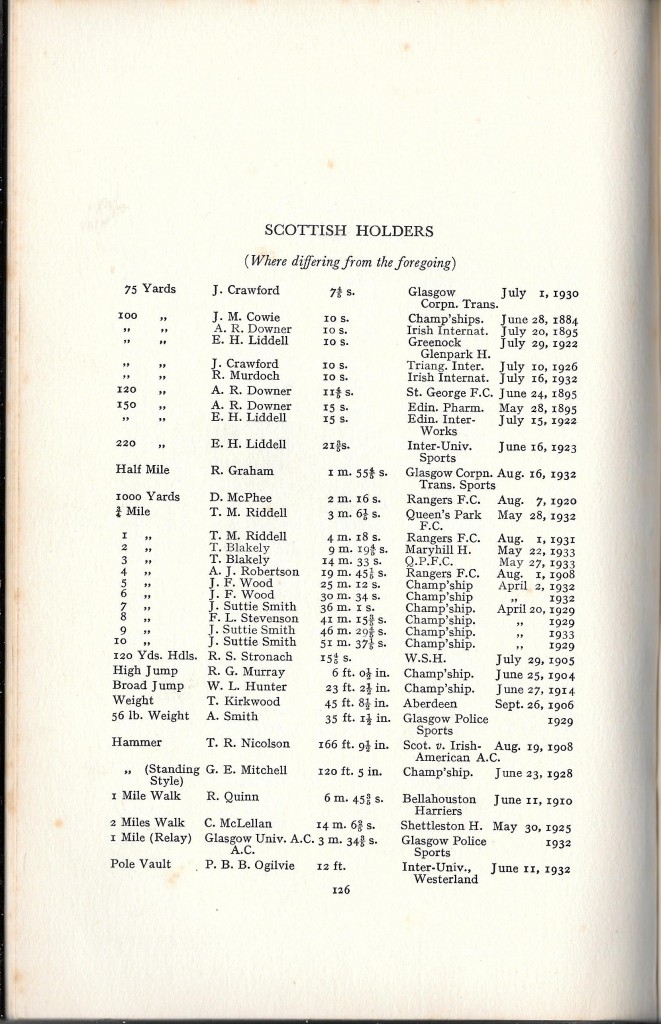 SCOTTISH HOLDERS
(Where differing from the foregoing)
75 Yards J. Crawford 7⅘ s. Glasgow July 1, 1930
Corpn. Trans.
100 „ J. M. Cowie 10 s. Champ'ships. June 28, 1884
„ „ A. R. Downer 10 s. Irish Internat. July 20, 1895
„ „ E. H. Liddell 10 s. Greenock July 29, 1922
Glenpark H.
„ „ J. Crawford 10 s. Triang. Inter. July 10, 1926
„ „ R. Murdoch 10 s. Irish Internat. July 16, 1932
120 „ A. R. Downer 11⅘ s. St. George F.C. June 24, 1895
150 „ A. R. Downer 15 s. Edin. Pharm. May 28, 1895
„ „ E. H. Liddell 15 s. Edin. Inter- July 15, 1922
Works
220 „ E. H. Liddell 21⅗s. Inter-Univ. June 16, 1923
Sports
Half Mile R. Graham 1 m. 55⅘ s. Glasgow Corpn. Aug. 16, 1932
Trans. Sports
1000 Yards D. McPhee 2 m. 16 s. Rangers F.C. Aug. 7, 1920
¾ Mile T. M. Riddell 3 m. 6⅕ s. Queen's Park May 28, 1932
F.C.
1 „ T. M. Riddell 4 m. 18 s. Rangers F.C. Aug. 1, 1931
2 „ T. Blakely 9 m. 19⅘ s. Maryhill H. May 22, 1933
3 „ T. Blakely 14 m. 33 s. Q.P.F.C. May 27, 1933
4 „ A. J. Robertson 19 m. 45⅕ s. Rangers F.C. Aug. 1, 1908
5 „ J. F. Wood 25 m. 12 s. Champ'ship April 2, 1932
6 „ J. F. Wood 30 m. 34 s. Champ'ship „ 1932
7 „ J. Suttie Smith 36 m. 1 s. Champ'ship. April 20, 1929
8 „ F. L. Stevenson 41 m. 15⅗ s. Champ'ship. „ 1929
9 „ J. Suttie Smith 46 m. 29⅘ s. Champ'ship. „ 1933
10 „ J. Suttie Smith 51 m. 37⅕ s. Champ'ship. „ 1929
120 Yds. Hdls. R. S. Stronach 15⅘ s. W.S.H. July 29, 1905
High Jump R. G. Murray 6 ft. 0½ in. Champ'ship. June 25, 1904
Broad Jump W. L. Hunter 23 ft. 2½ in. Champ'ship. June 27, 1914
Weight T. Kirkwood 45 ft. 8½ in. Aberdeen Sept. 26, 1906
56 lb. Weight A. Smith 35 ft. 1½ in. Glasgow Police 1929
Sports
Hammer T. R. Nicolson 166 ft. 9½ in. Scot. v. Irish- Aug. 19, 1908
American A.C.
„ (Standing G. E. Mitchell 120 ft. 5 in. Champ'ship. June 23, 1928
Style)
1 Mile Walk R. Quinn 6 m. 45⅗ s. Bellahouston June 11, 1910
Harriers
2 Miles Walk C. McLellan 14 m. 6⅗ s. Shettleston H. May 30, 1925
1 Mile (Relay) Glasgow Univ. A.C. 3 m. 34⅗ s. Glasgow Police 1932
A.C. Sports
Pole Vault P. B. B. Ogilvie 12 ft. Inter-Univ., June 11, 1932
Westerland
126